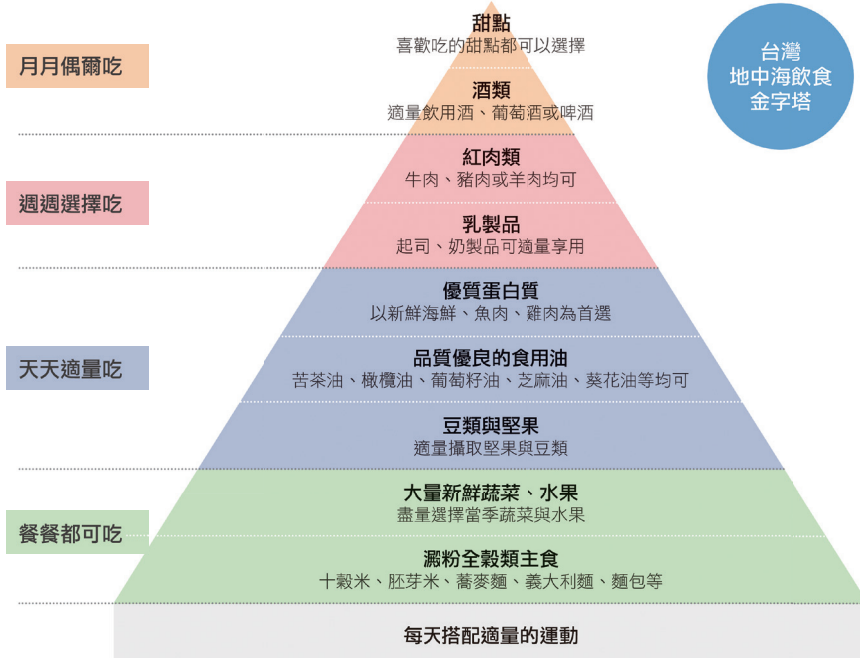 甜點
喜歡吃的甜點都可以選擇
台灣
地中海飲食
金字塔
月月偶爾吃
酒類
適量飲用酒、葡萄酒或啤酒
紅肉類
牛肉、豬肉或羊肉均可
週週選擇吃
乳製品
起司、奶製品可適量享用
優質蛋白質
以新鮮海鮮、魚肉、雞肉為首選
天天適量吃
品質優良的食用油
苦茶油、橄欖油、葡萄籽油、芝麻油、葵花油等均可
豆類與堅果
適量攝取堅果與豆類
大量新鮮蔬菜、水果
盡量選擇當季蔬菜與水果
餐餐都可吃
澱粉全穀類主食
十穀米、胚芽米、蕎麥麵、義大利麵、麵包等
每天搭配適量的運動